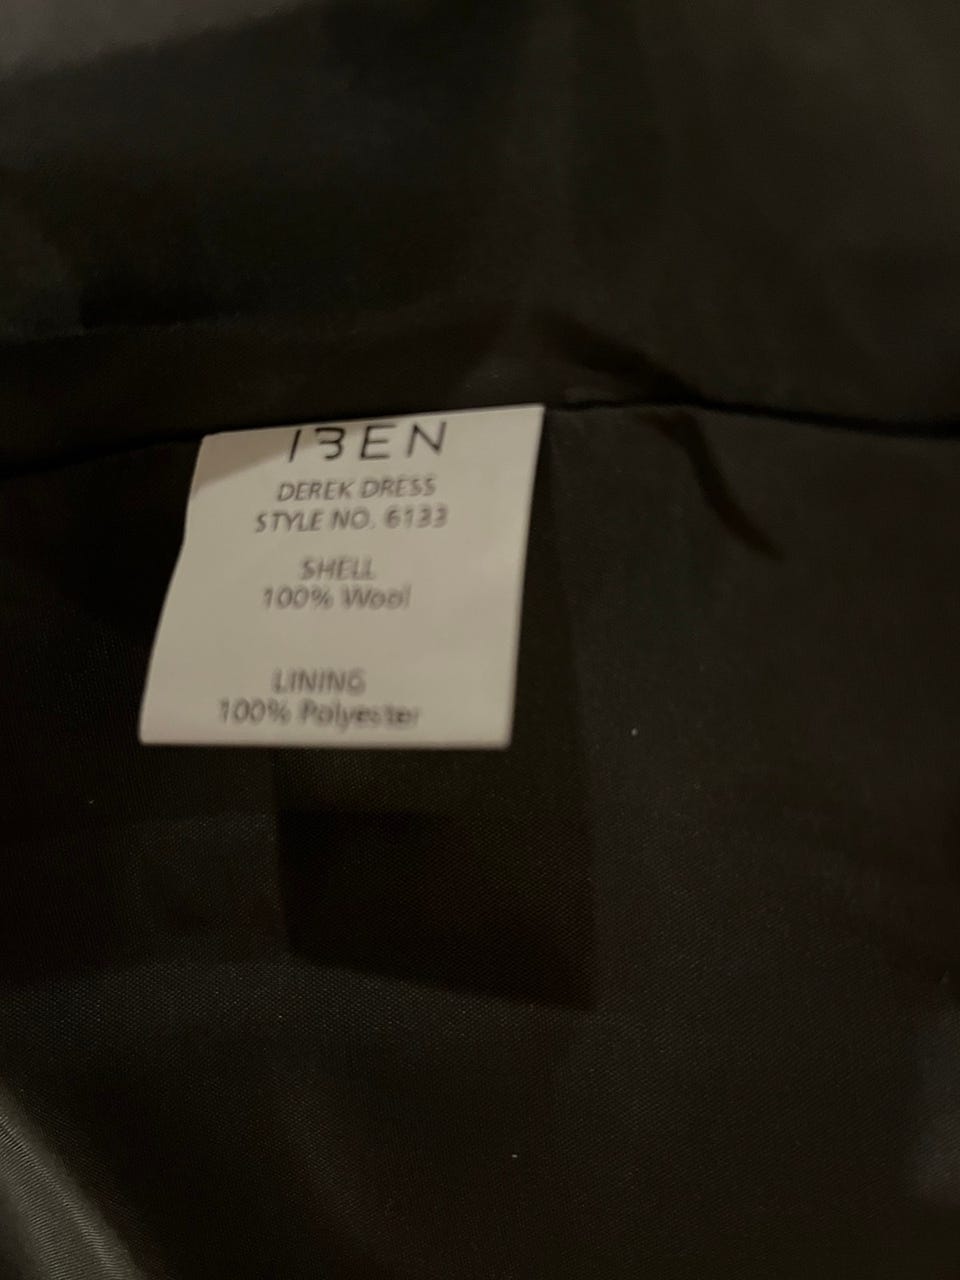 IBEN
DEREK DRESS
STYLE NO. 6133
SHELL
100% Wool
LINING
100% Polyester